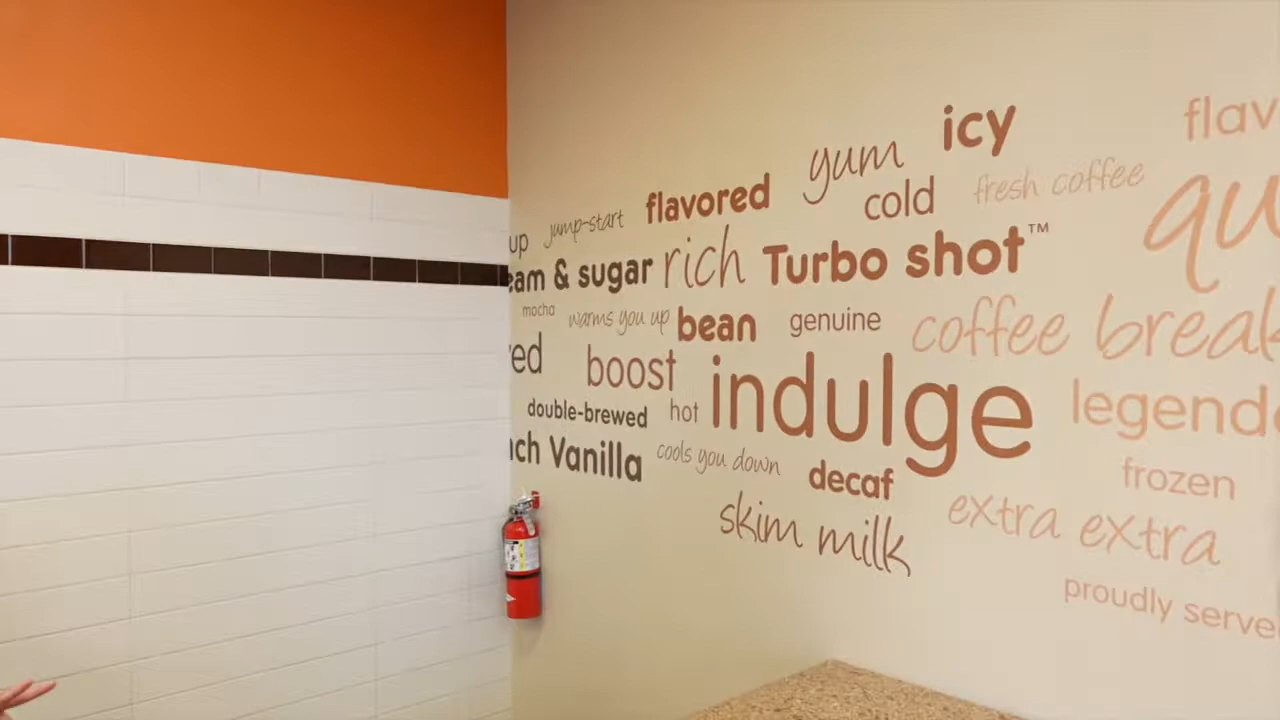 icy
flav
yum
flavored
cold
fresh coffee
up
jump-start
qu
eam & sugar
rich
Turbo shot™
mocha
warms you up
bean
genuine
coffee break
red
boost
indulge
legend
double-brewed
hot
nch Vanilla
cools you down
decaf
frozen
skim milk
extra extra
proudly serve